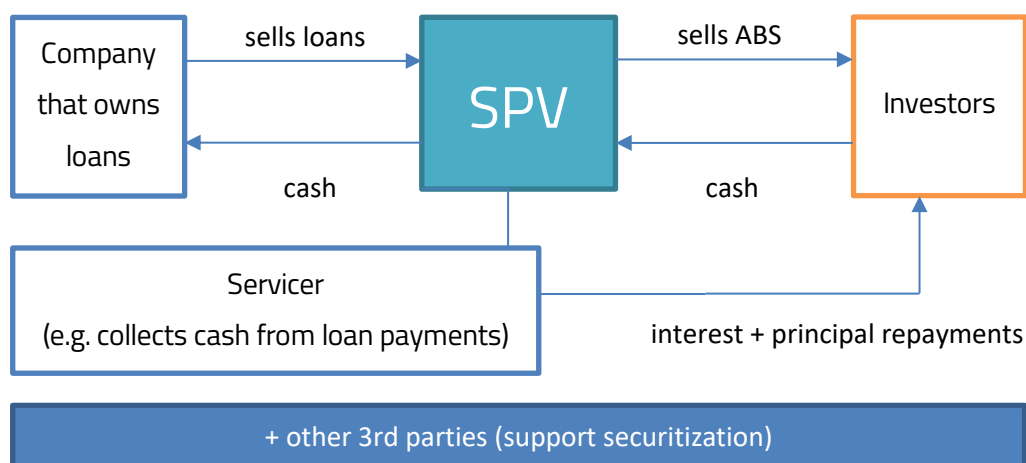 Company
that owns
loans
sells loans
cash
SPV
sells ABS
cash
Investors
Servicer
(e.g. collects cash from loan payments)
interest + principal repayments
+ other 3rd parties (support securitization)